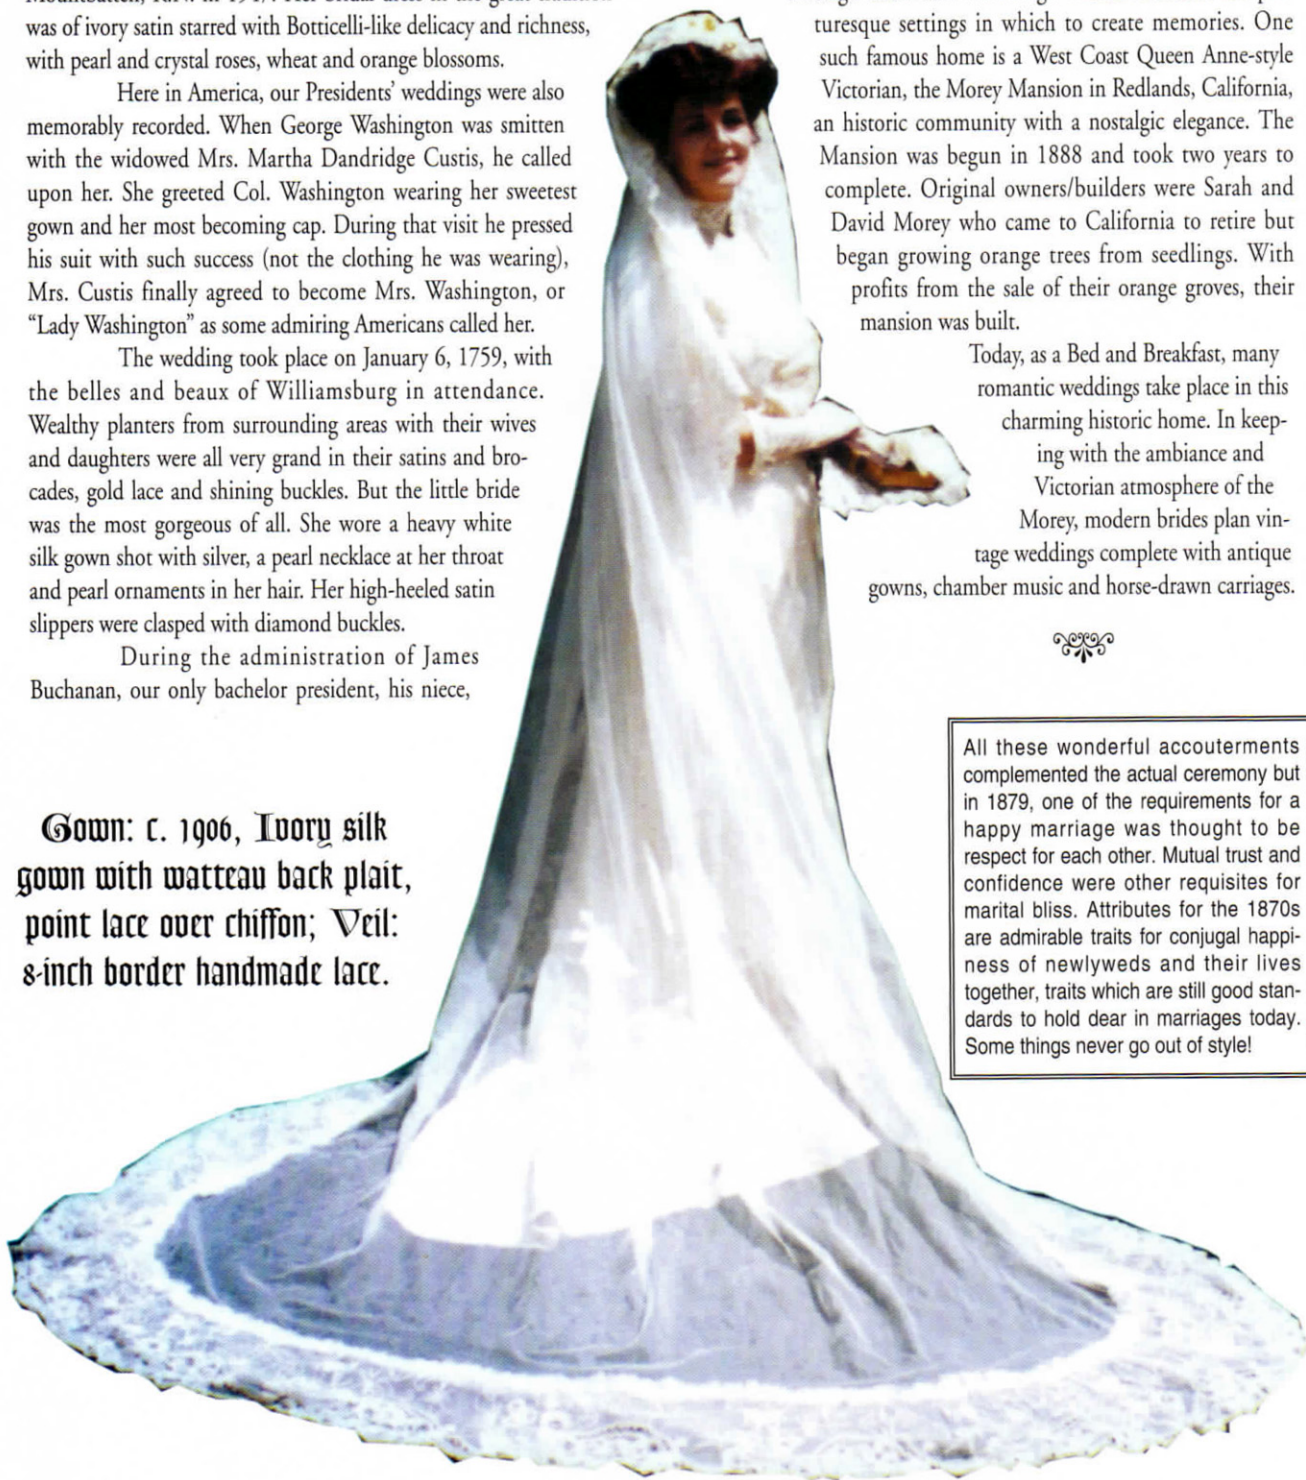 was of ivory satin starred with Botticelli-like delicacy and richness,
with pearl and crystal roses, wheat and orange blossoms.
Here in America, our Presidents' weddings were also
memorably recorded. When George Washington was smitten
with the widowed Mrs. Martha Dandridge Custis, he called
upon her. She greeted Col. Washington wearing her sweetest
gown and her most becoming cap. During that visit he pressed
his suit with such success (not the clothing he was wearing),
Mrs. Custis finally agreed to become Mrs. Washington, or
“Lady Washington” as some admiring Americans called her.
The wedding took place on January 6, 1759, with
the belles and beaux of Williamsburg in attendance.
Wealthy planters from surrounding areas with their wives
and daughters were all very grand in their satins and bro-
cades, gold lace and shining buckles. But the little bride
was the most gorgeous of all. She wore a heavy white
silk gown shot with silver, a pearl necklace at her throat
and pearl ornaments in her hair. Her high-heeled satin
slippers were clasped with diamond buckles.
During the administration of James
Buchanan, our only bachelor president, his niece,
Gown: c. 1906, Ivory silk
gown with watteau back plait,
point lace over chiffon; Veil:
8-inch border handmade lace.
turesque settings in which to create memories. One
such famous home is a West Coast Queen Anne-style
Victorian, the Morey Mansion in Redlands, California,
an historic community with a nostalgic elegance. The
Mansion was begun in 1888 and took two years to
complete. Original owners/builders were Sarah and
David Morey who came to California to retire but
began growing orange trees from seedlings. With
profits from the sale of their orange groves, their
mansion was built.
Today, as a Bed and Breakfast, many
romantic weddings take place in this
charming historic home. In keep-
ing with the ambiance and
Victorian atmosphere of the
Morey, modern brides plan vin-
tage weddings complete with antique
gowns, chamber music and horse-drawn carriages.
All these wonderful accouterments
complemented the actual ceremony but
in 1879, one of the requirements for a
happy marriage was thought to be
respect for each other. Mutual trust and
confidence were other requisites for
marital bliss. Attributes for the 1870s
are admirable traits for conjugal happi-
ness of newlyweds and their lives
together, traits which are still good stan-
dards to hold dear in marriages today.
Some things never go out of style!